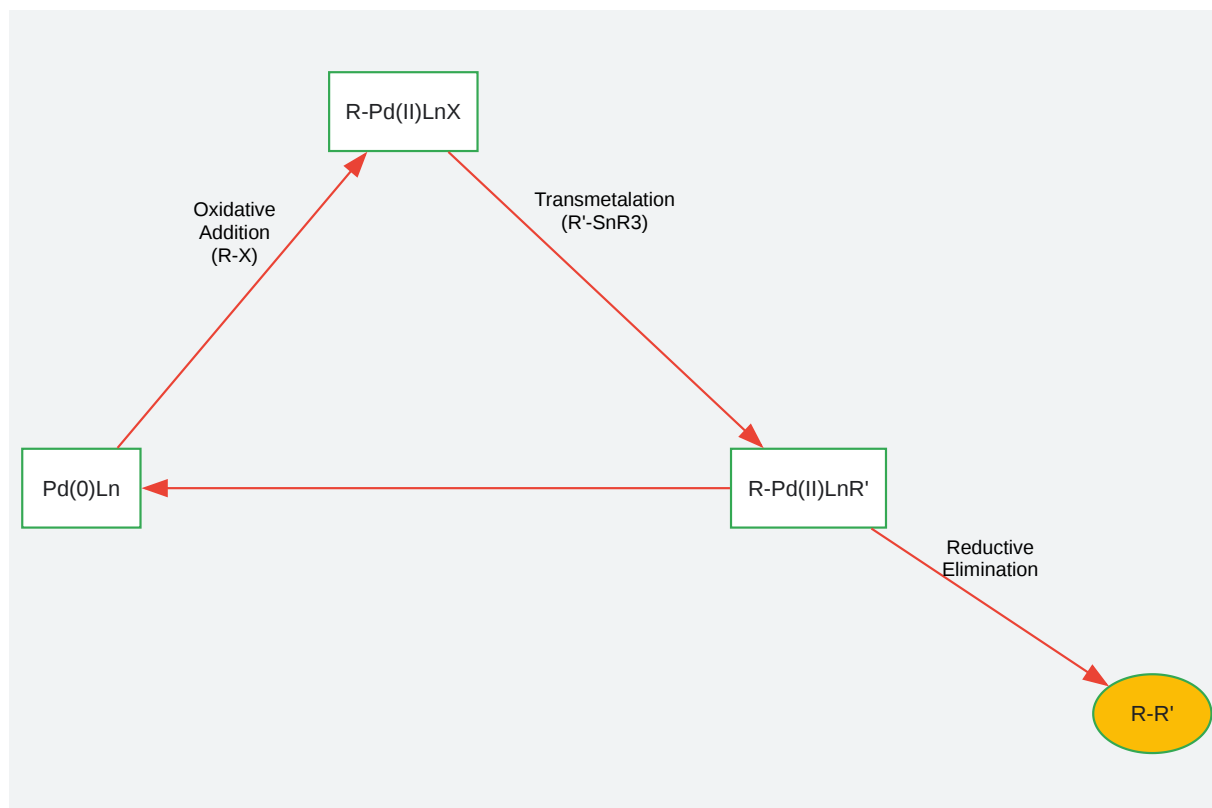 R-Pd(II)LnX
Oxidative
Addition
(R-X)
Transmetalation
(R'-SnR3)
Pd(0)Ln
R-Pd(II)LnR'
Reductive
Elimination
R-R'